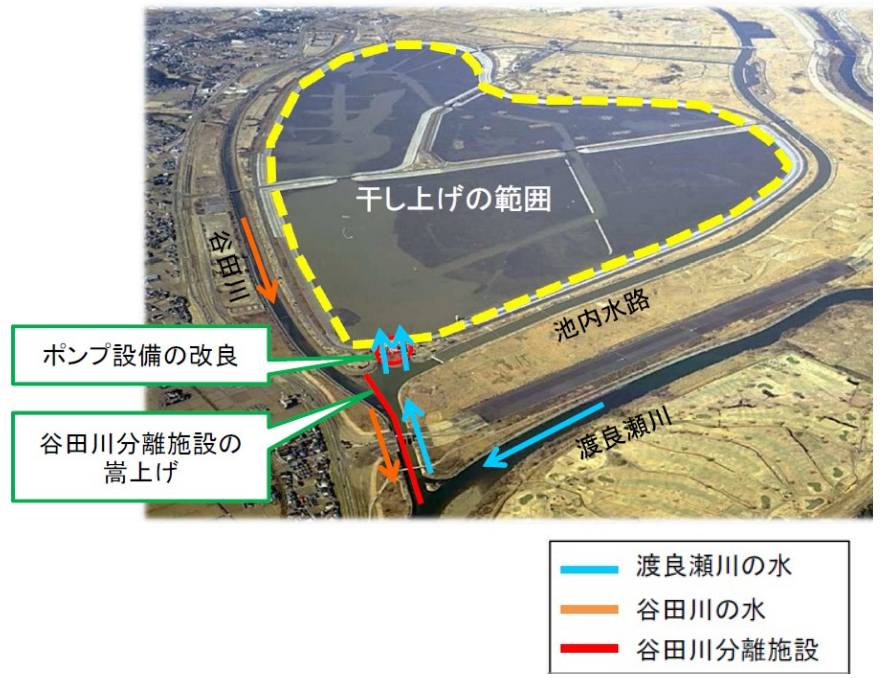 干し上げの範囲
谷田川
池内水路
ポンプ設備の改良
谷田川分離施設の
嵩上げ
渡良瀬川
渡良瀬川の水
谷田川の水
谷田川分離施設